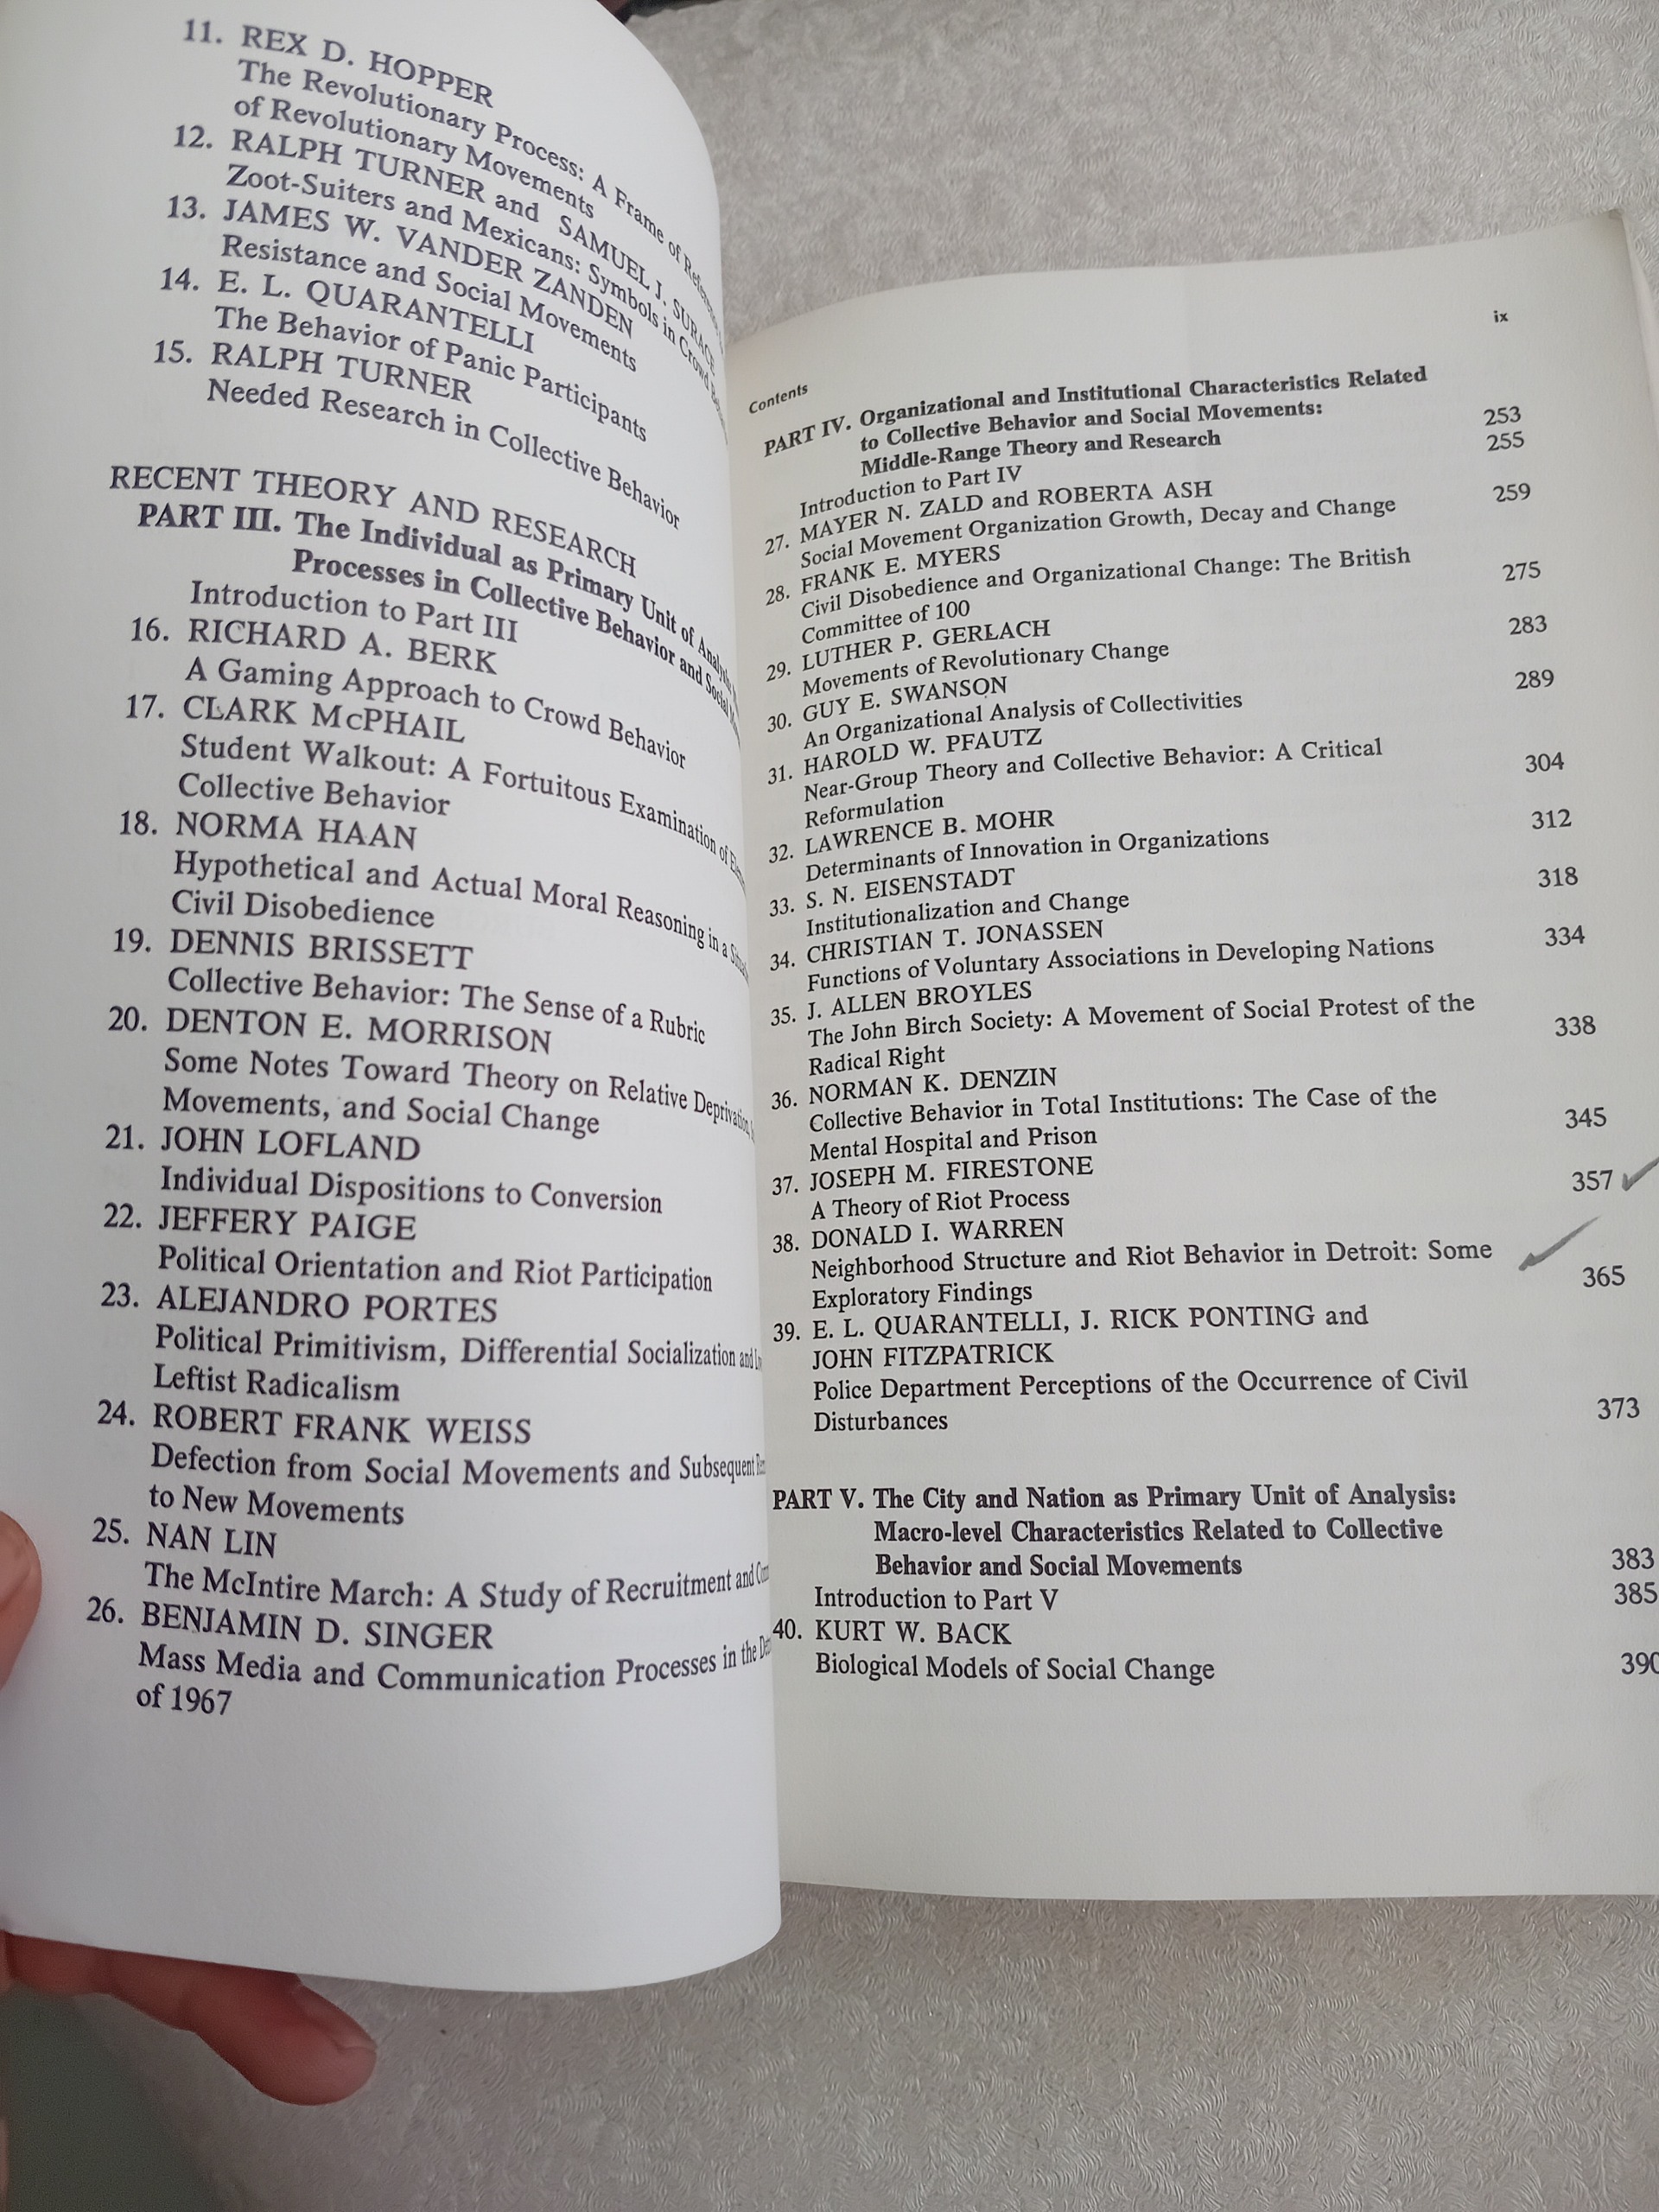 11. REX D. HOPPER
The Revolutionary Process: A Frame of Reference
of Revolutionary Movements
12. RALPH TURNER and SAMUEL J. SURACE
Zoot-Suiters and Mexicans: Symbols in Crowd
13. JAMES W. VANDER ZANDEN
Resistance and Social Movements
14. E. L. QUARANTELLI
The Behavior of Panic Participants
15. RALPH TURNER
Needed Research in Collective Behavior
RECENT THEORY AND RESEARCH
PART III. The Individual as Primary Unit of
Processes in Collective Behavior and Social
Introduction to Part III
16. RICHARD A. BERK
A Gaming Approach to Crowd Behavior
17. CLARK McPHAIL
Student Walkout: A Fortuitous Examination of
Collective Behavior
18. NORMA HAAN
Hypothetical and Actual Moral Reasoning in a
Civil Disobedience
19. DENNIS BRISSETT
Collective Behavior: The Sense of a Rubric
20. DENTON E. MORRISON
Some Notes Toward Theory on Relative Deprivation,
Movements, and Social Change
21. JOHN LOFLAND
Individual Dispositions to Conversion
22. JEFFERY PAIGE
Political Orientation and Riot Participation
23. ALEJANDRO PORTES
Political Primitivism, Differential Socialization and
Leftist Radicalism
24. ROBERT FRANK WEISS
Defection from Social Movements and Subsequent
to New Movements
25. NAN LIN
The McIntire March: A Study of Recruitment and
26. BENJAMIN D. SINGER
Mass Media and Communication Processes in the
of 1967
Contents ix
PART IV. Organizational and Institutional Characteristics Related
to Collective Behavior and Social Movements:
Middle-Range Theory and Research 253
Introduction to Part IV 255
27. MAYER N. ZALD and ROBERTA ASH
Social Movement Organization Growth, Decay and Change 259
28. FRANK E. MYERS
Civil Disobedience and Organizational Change: The British
Committee of 100 275
29. LUTHER P. GERLACH
Movements of Revolutionary Change 283
30. GUY E. SWANSON
An Organizational Analysis of Collectivities 289
31. HAROLD W. PFAUTZ
Near-Group Theory and Collective Behavior: A Critical
Reformulation 304
32. LAWRENCE B. MOHR
Determinants of Innovation in Organizations 312
33. S. N. EISENSTADT
Institutionalization and Change 318
34. CHRISTIAN T. JONASSEN
Functions of Voluntary Associations in Developing Nations 334
35. J. ALLEN BROYLES
The John Birch Society: A Movement of Social Protest of the
Radical Right 338
36. NORMAN K. DENZIN
Collective Behavior in Total Institutions: The Case of the
Mental Hospital and Prison 345
37. JOSEPH M. FIRESTONE
A Theory of Riot Process 357
38. DONALD I. WARREN
Neighborhood Structure and Riot Behavior in Detroit: Some
Exploratory Findings 365
39. E. L. QUARANTELLI, J. RICK PONTING and
JOHN FITZPATRICK
Police Department Perceptions of the Occurrence of Civil
Disturbances 373
PART V. The City and Nation as Primary Unit of Analysis:
Macro-level Characteristics Related to Collective
Behavior and Social Movements 383
Introduction to Part V 385
40. KURT W. BACK
Biological Models of Social Change 390